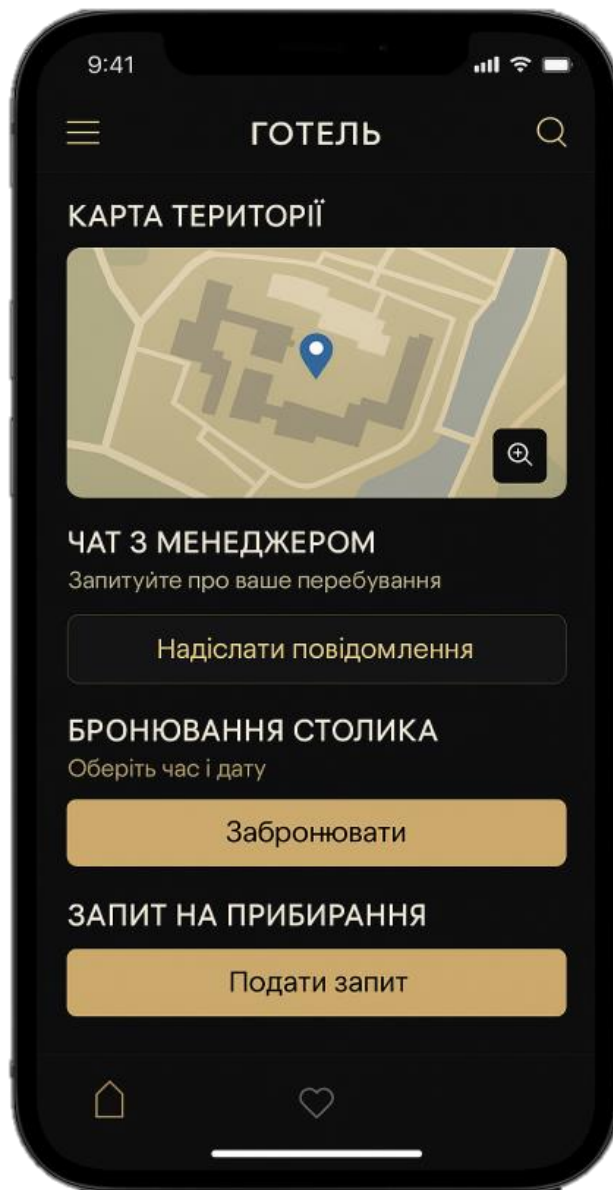 9:41
ГОТЕЛЬ
КАРТА ТЕРИТОРІЇ
ЧАТ З МЕНЕДЖЕРОМ
Запитуйте про ваше перебування
Надіслати повідомлення
БРОНЮВАННЯ СТОЛИКА
Оберіть час і дату
Забронювати
ЗАПИТ НА ПРИБИРАННЯ
Подати запит